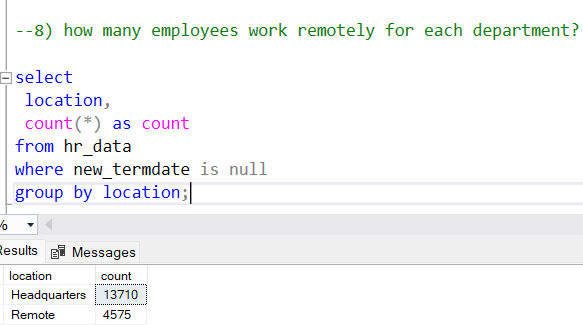 --8) how many employees work remotely for each department?
select
location,
count(*) as count
from hr_data
where new_termdate is null
group by location;
%
Results Messages
location count
Headquarters 13710
Remote 4575